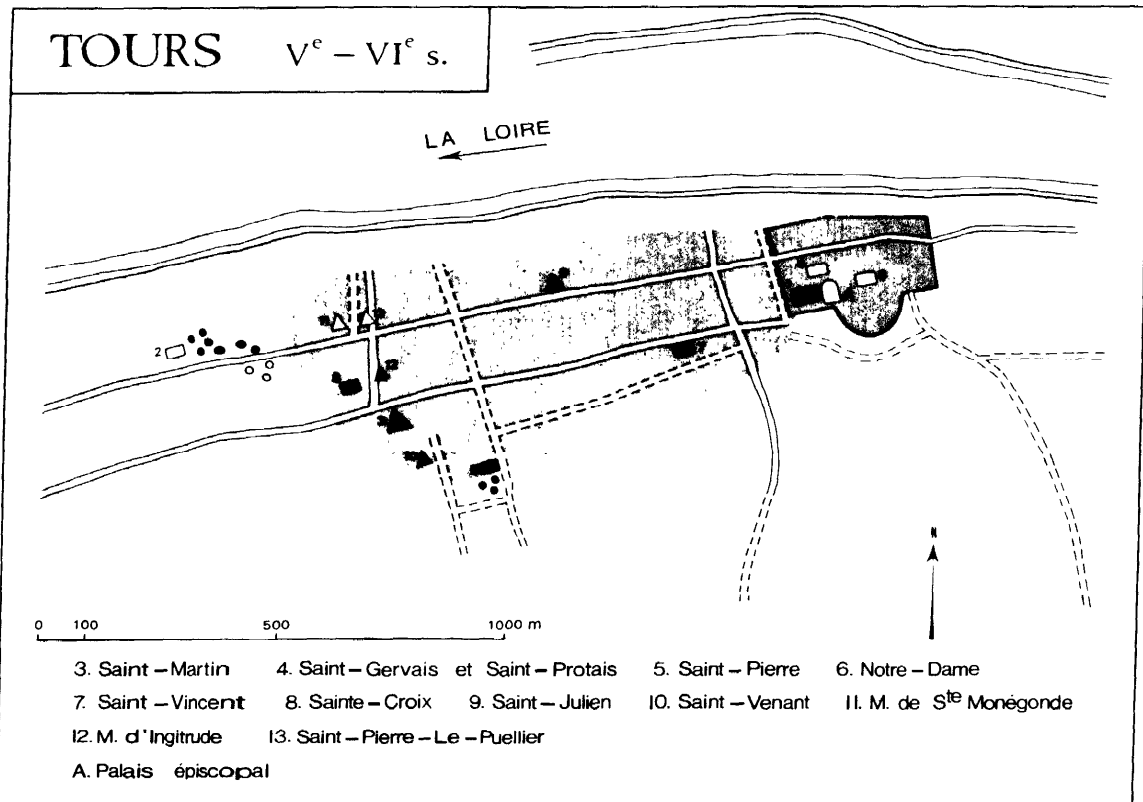 TOURS Ve – VIe s.
LA LOIRE
2
N
0 100 500 1000 m
3. Saint – Martin 4. Saint – Gervais et Saint – Protais 5. Saint – Pierre 6. Notre – Dame
7. Saint – Vincent 8. Sainte – Croix 9. Saint – Julien 10. Saint – Venant 11. M. de Ste Monégonde
12. M. d'Ingitrude 13. Saint – Pierre – Le – Puellier
A. Palais épiscopal